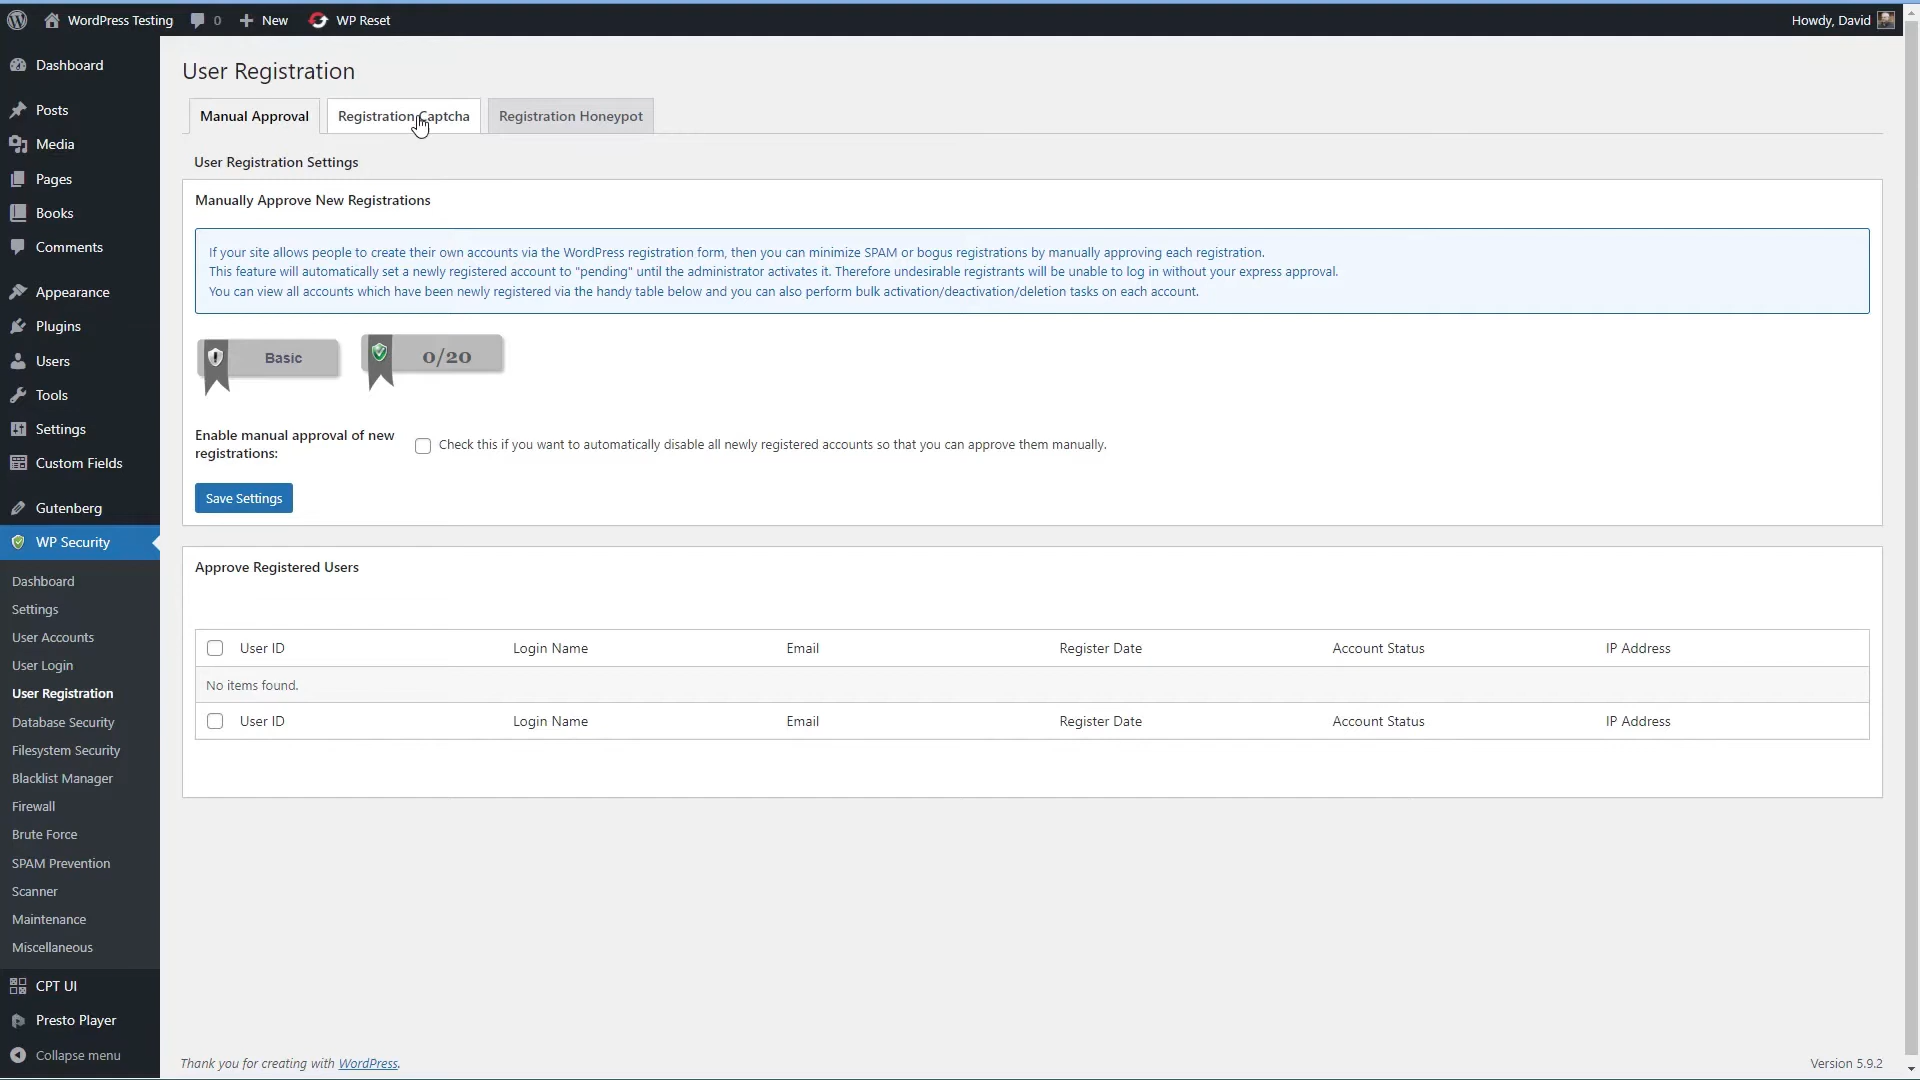 WordPress Testing
0
New
WP Reset
Howdy, David
Dashboard
Posts
Media
Pages
Books
Comments
Appearance
Plugins
Users
Tools
Settings
Custom Fields
Gutenberg
WP Security
Dashboard
Settings
User Accounts
User Login
User Registration
Database Security
Filesystem Security
Blacklist Manager
Firewall
Brute Force
SPAM Prevention
Scanner
Maintenance
Miscellaneous
CPT UI
Presto Player
Collapse menu
User Registration
Manual Approval
Registration Captcha
Registration Honeypot
User Registration Settings
Manually Approve New Registrations
If your site allows people to create their own accounts via the WordPress registration form, then you can minimize SPAM or bogus registrations by manually approving each registration.
This feature will automatically set a newly registered account to "pending" until the administrator activates it. Therefore undesirable registrants will be unable to log in without your express approval.
You can view all accounts which have been newly registered via the handy table below and you can also perform bulk activation/deactivation/deletion tasks on each account.
Basic
0/20
Enable manual approval of new
registrations:
Check this if you want to automatically disable all newly registered accounts so that you can approve them manually.
Save Settings
Approve Registered Users
User ID Login Name Email Register Date Account Status IP Address
No items found.
User ID Login Name Email Register Date Account Status IP Address
Thank you for creating with WordPress.
Version 5.9.2